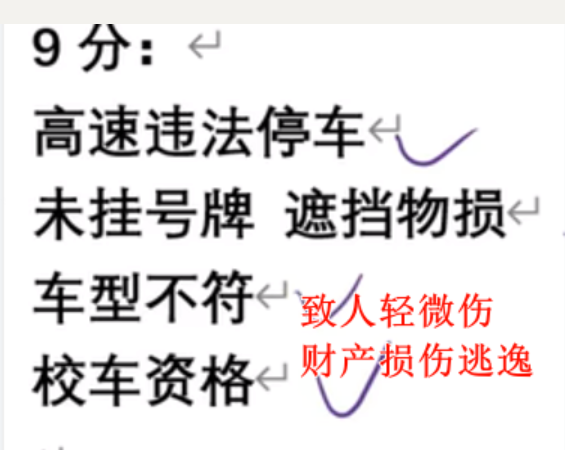 9 分：
高速违法停车
未挂号牌 遮挡物损
车型不符
致人轻微伤
财产损伤逃逸
校车资格